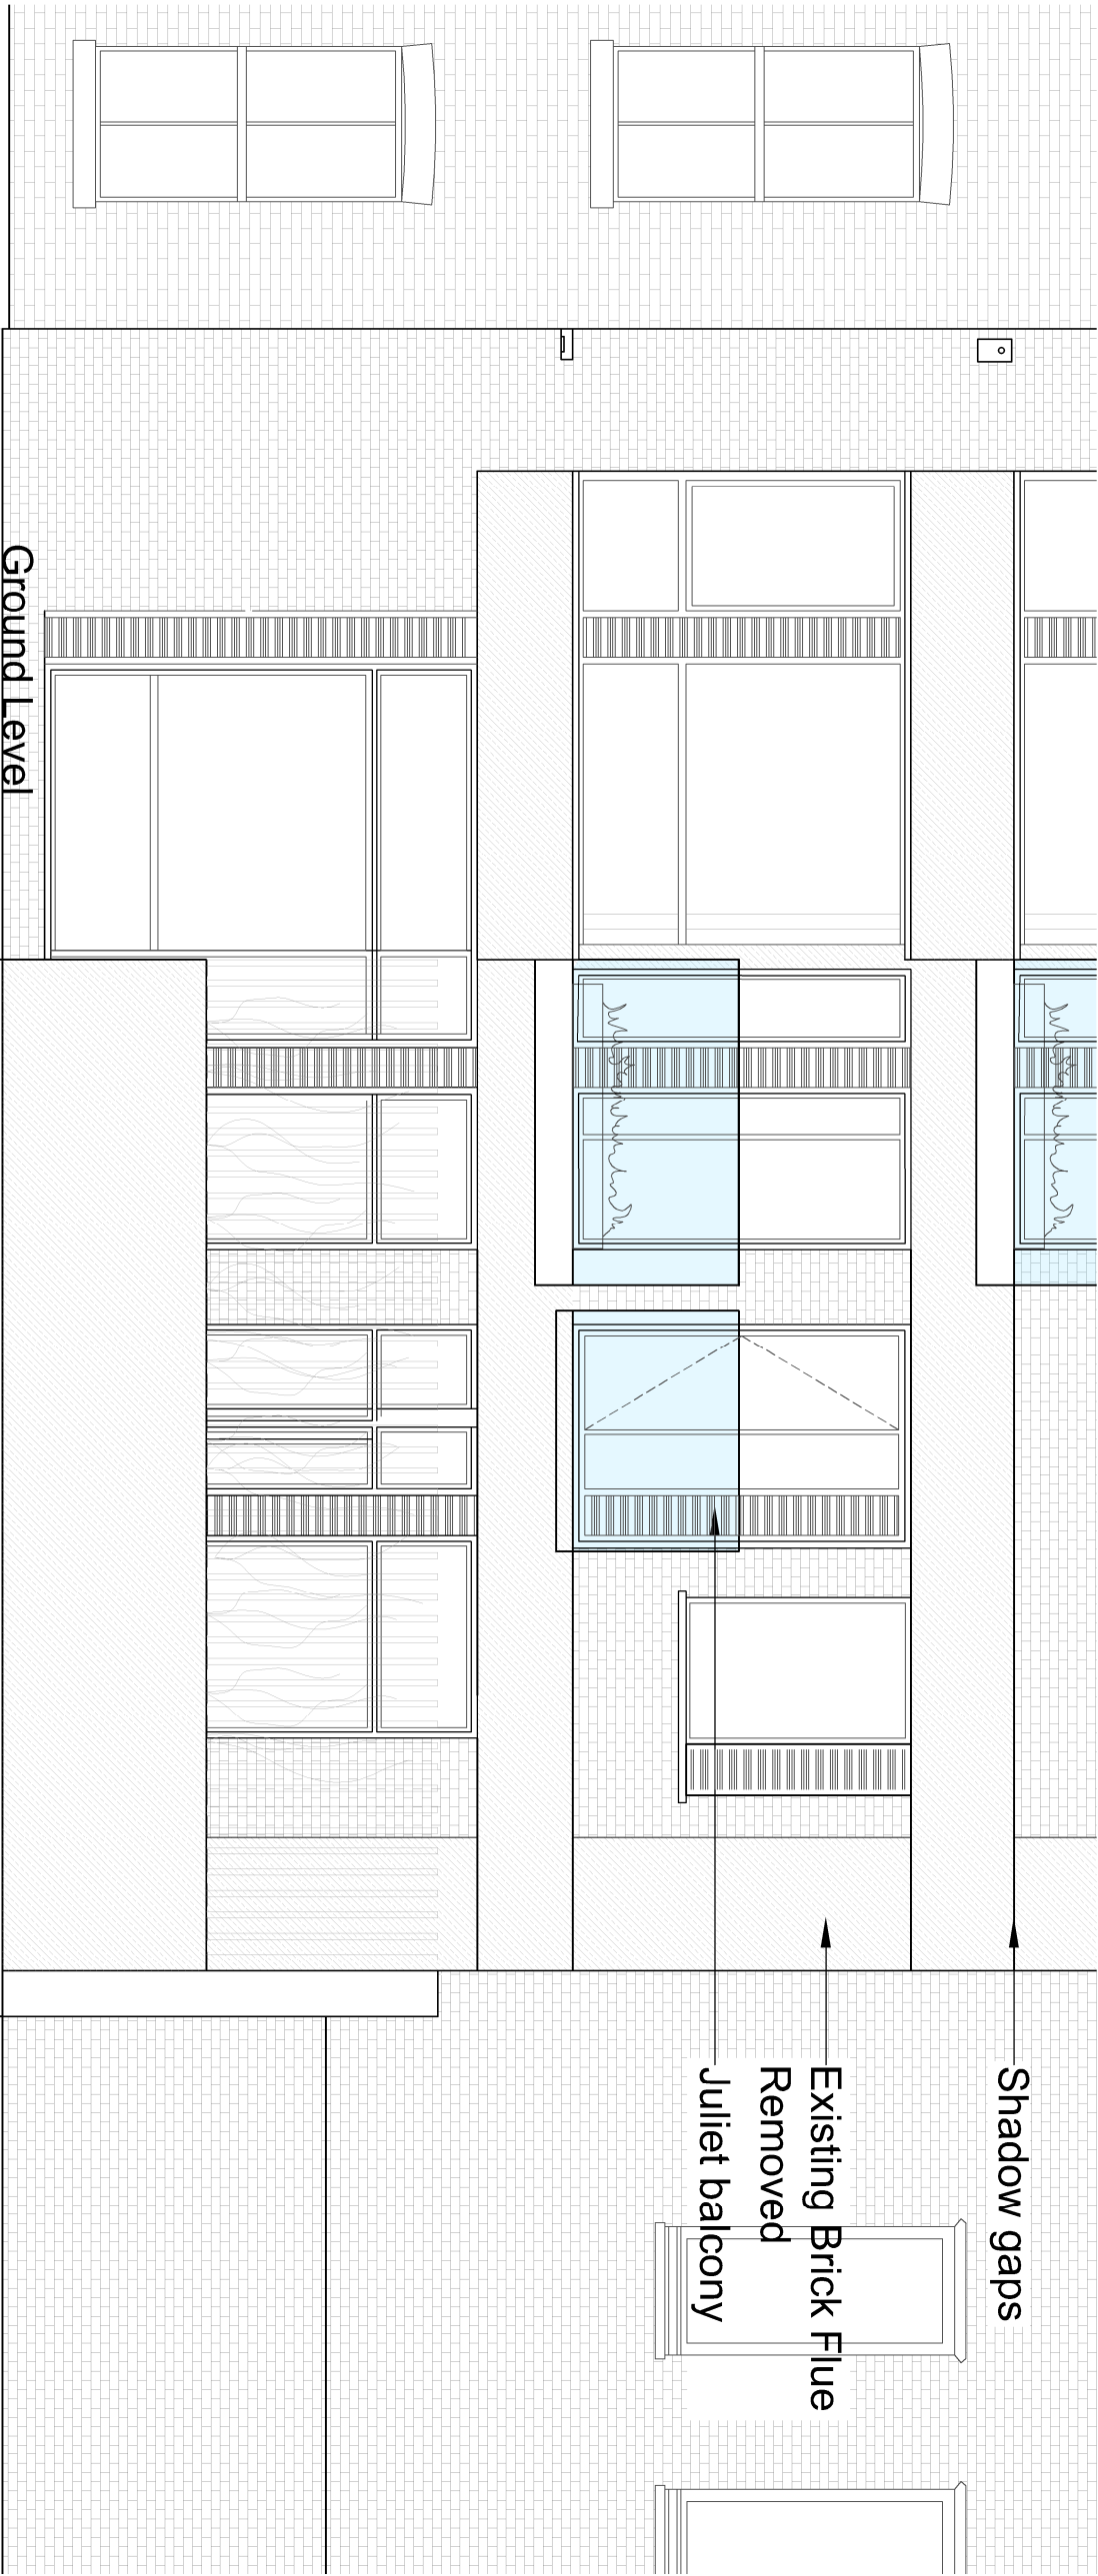 Shadow gaps
Existing Brick Flue
Removed
Juliet balcony
Ground Level